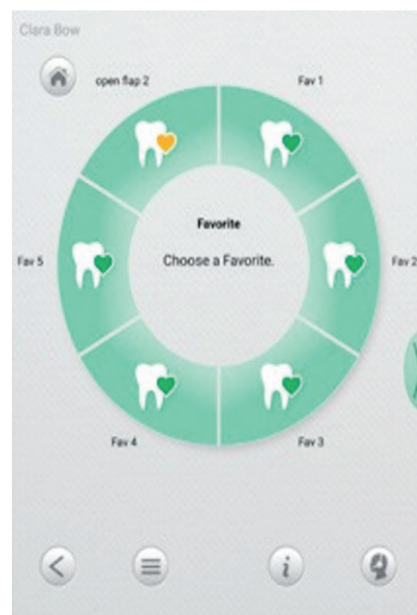 Clara Bow
open flap 2
Fav 1
Favorite
Choose a Favorite.
Fav 5
Fav 2
Fav 4
Fav 3
i